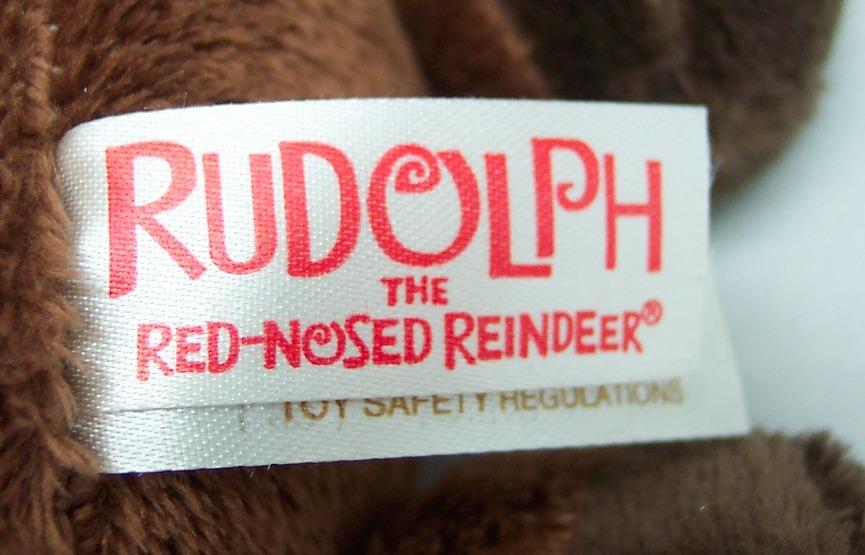 RUDOLPH
THE
RED-NOSED REINDEER®
TOY SAFETY REGULATIONS